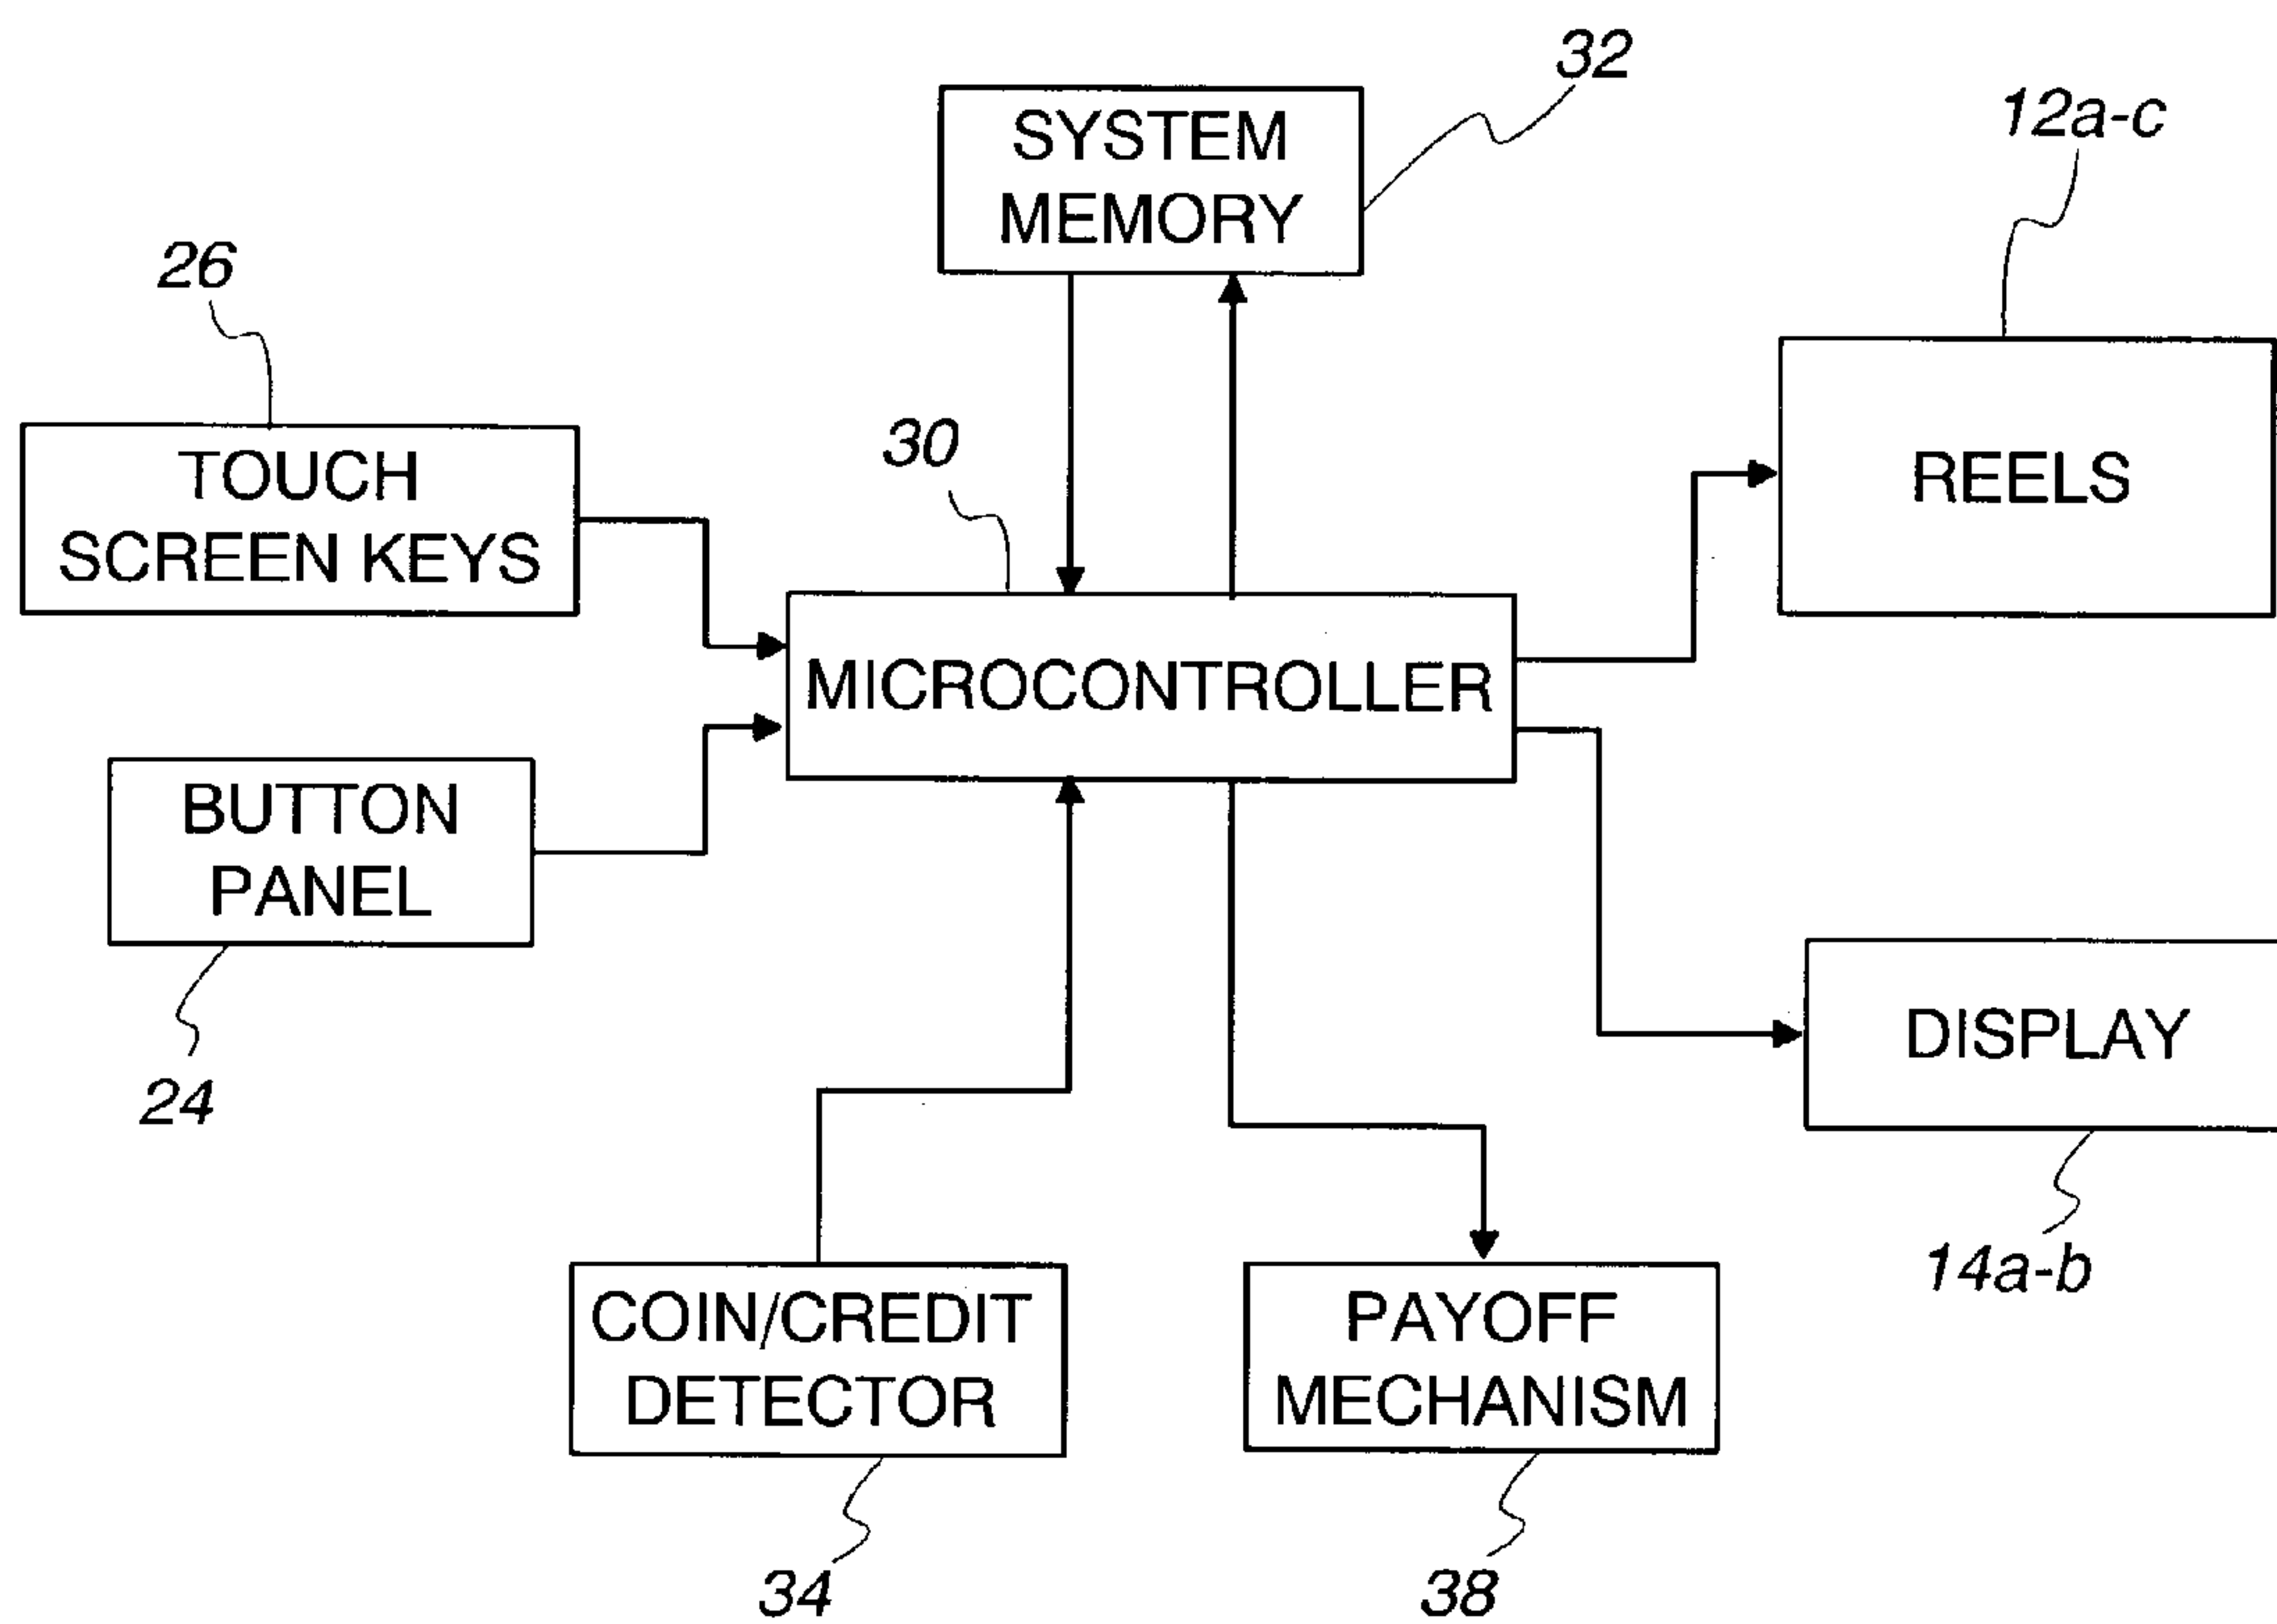 32
SYSTEM
MEMORY
12a-c
26
TOUCH
SCREEN KEYS
30
REELS
MICROCONTROLLER
BUTTON
PANEL
24
DISPLAY
14a-b
COIN/CREDIT
DETECTOR
34
PAYOFF
MECHANISM
38